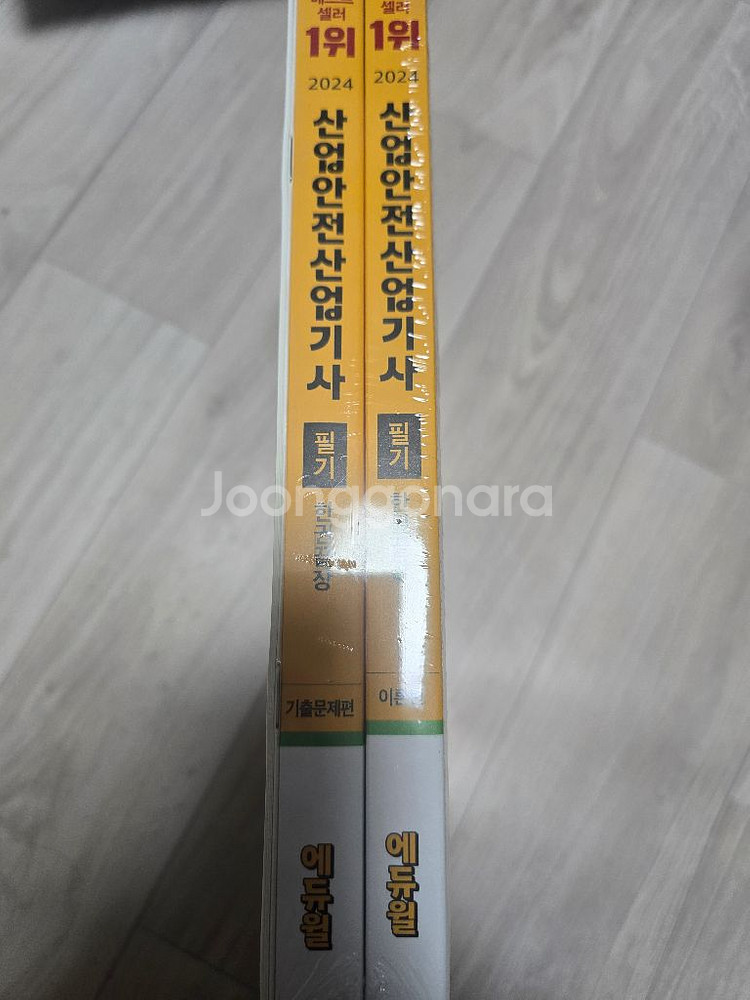 셀러
1위
2024
산업안전산업기사
필기
기출문제편
에듀윌
셀러
1위
2024
산업안전산업기사
필기
한
에듀윌
Joonggonara